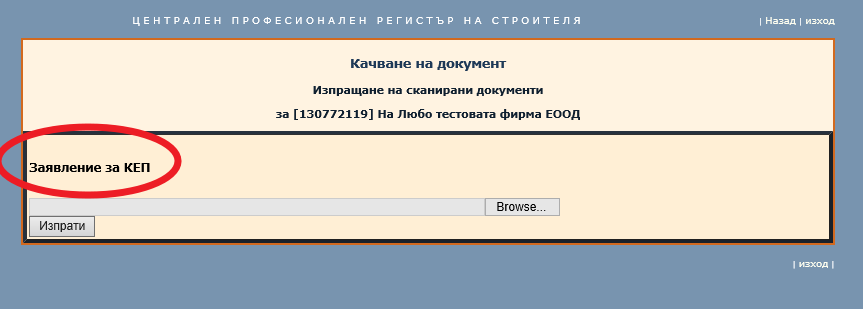 ЦЕНТРАЛЕН ПРОФЕСИОНАЛЕН РЕГИСТЪР НА СТРОИТЕЛЯ | Назад | изход
Качване на документ
Изпращане на сканирани документи
за [130772119] На Любо тестовата фирма ЕООД
Заявление за КЕП
Browse...
Изпрати
| изход |